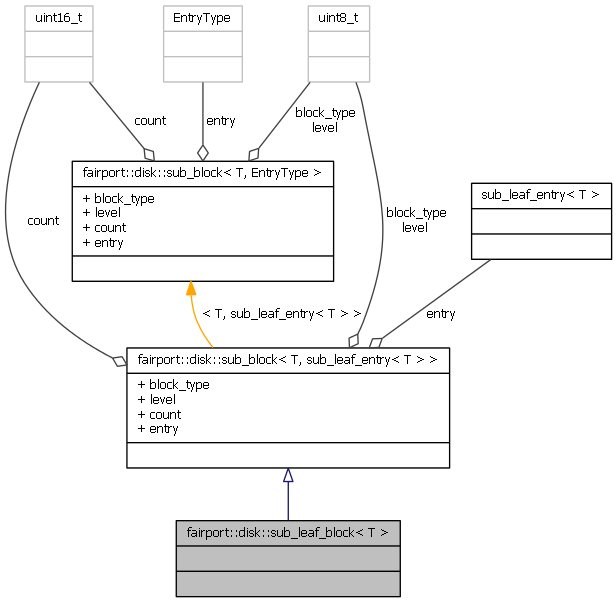 uint16_t
EntryType
uint8_t
count
entry
block_type
level
fairport::disk::sub_block< T, EntryType >
+ block_type
+ level
+ count
+ entry
sub_leaf_entry< T >
count
block_type
level
< T, sub_leaf_entry< T > >
entry
fairport::disk::sub_block< T, sub_leaf_entry< T > >
+ block_type
+ level
+ count
+ entry
fairport::disk::sub_leaf_block< T >